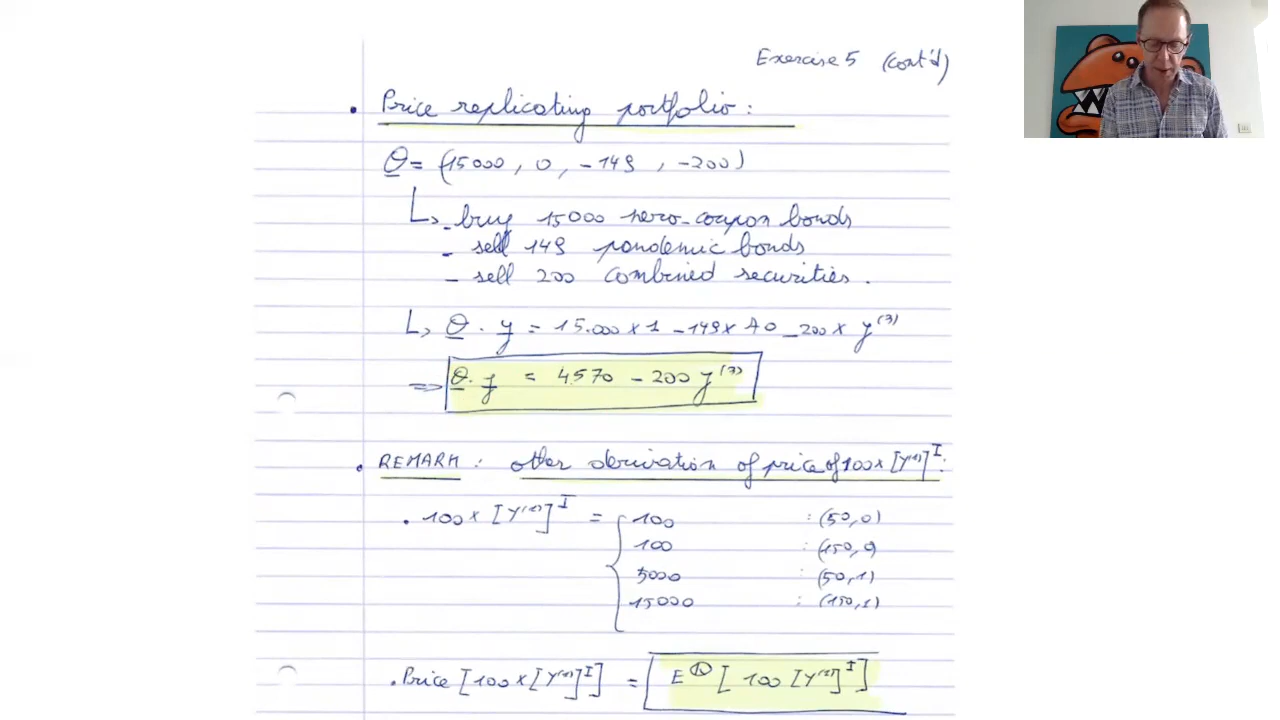 Exercise 5 (cont'd)
• Price replicating portfolio :
θ = (15000, 0, -149, -200)
↳ - buy 15000 zero-coupon bonds
- sell 149 pandemic bonds
- sell 200 combined securities.
↳ θ . y = 15.000 x 1 - 149 x 70 - 200 x y⁽³⁾
=> θ . y = 4570 - 200 y⁽³⁾
• REMARK : other derivation of price of 100 x [Y⁽¹⁾]ᴵ :
. 100 x [Y⁽¹⁾]ᴵ = { 100 : (50, 0)
100 : (150, 0)
5000 : (50, 1)
15000 : (150, 1)
. Price [100 x [Y⁽¹⁾]ᴵ] = E^Q [ 100 [Y⁽¹⁾]ᴵ ]